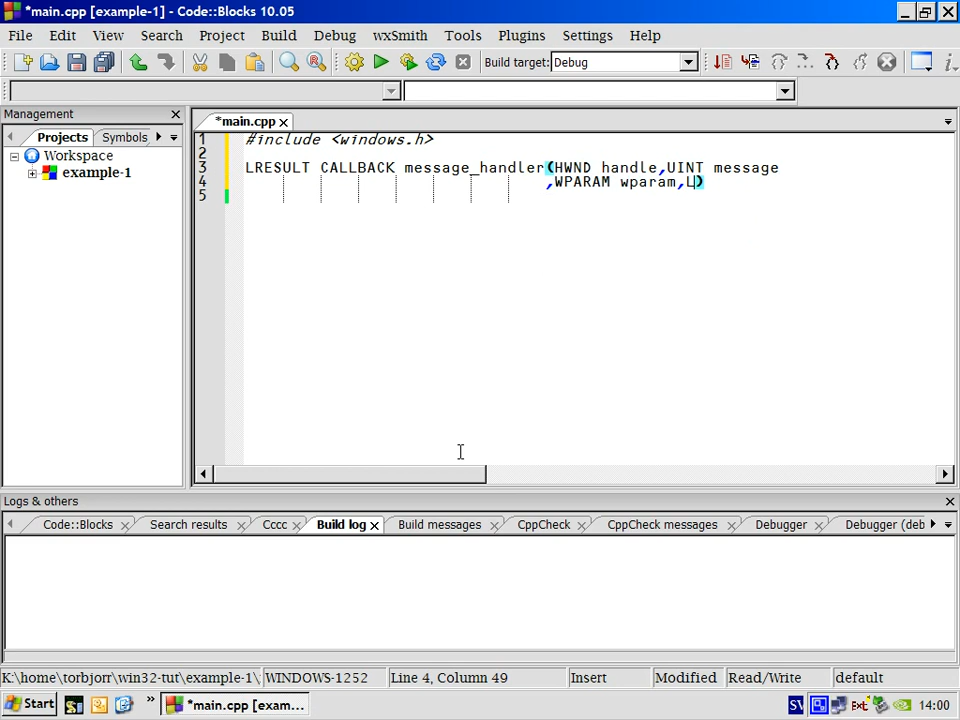 *main.cpp [example-1] - Code::Blocks 10.05
File Edit View Search Project Build Debug wxSmith Tools Plugins Settings Help
Build target: Debug
Management
Projects Symbols
Workspace
example-1
*main.cpp
1 #include <windows.h>
2
3 LRESULT CALLBACK message_handler(HWND handle,UINT message
4 ,WPARAM wparam,L)
5
Logs & others
Code::Blocks Search results Cccc Build log Build messages CppCheck CppCheck messages Debugger Debugger (deb
K:\home\torbjorr\win32-tut\example-1\ WINDOWS-1252 Line 4, Column 49 Insert Modified Read/Write default
Start » *main.cpp [exam... SV Ext 14:00